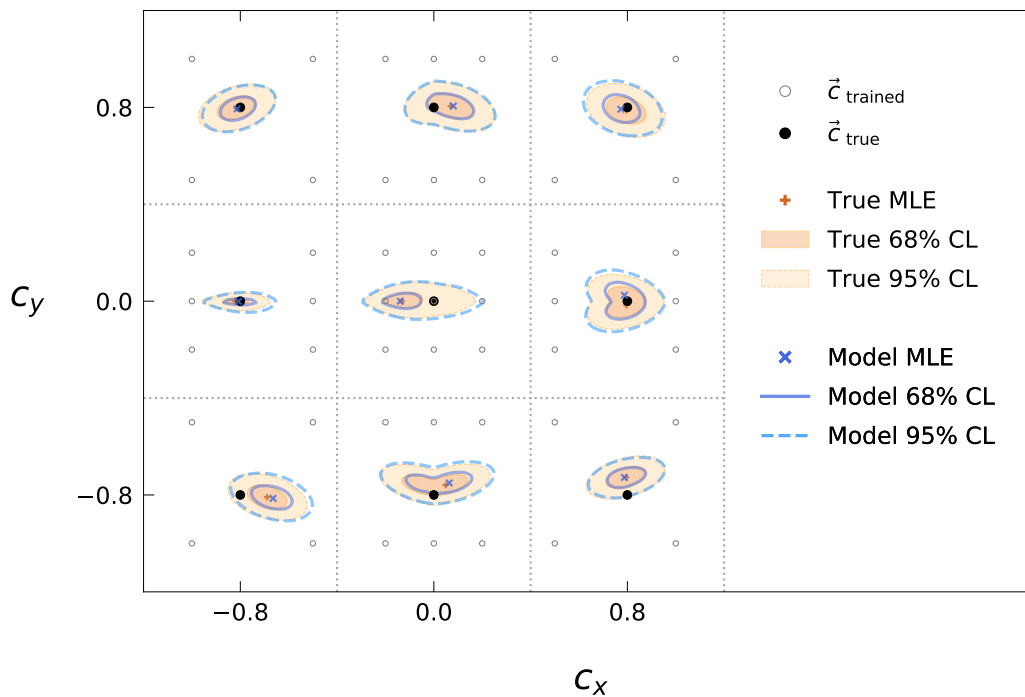 c⃗ trained
0.8
c⃗ true
True MLE
True 68% CL
True 95% CL
c_y
0.0
Model MLE
Model 68% CL
Model 95% CL
−0.8
−0.8 0.0 0.8
c_x